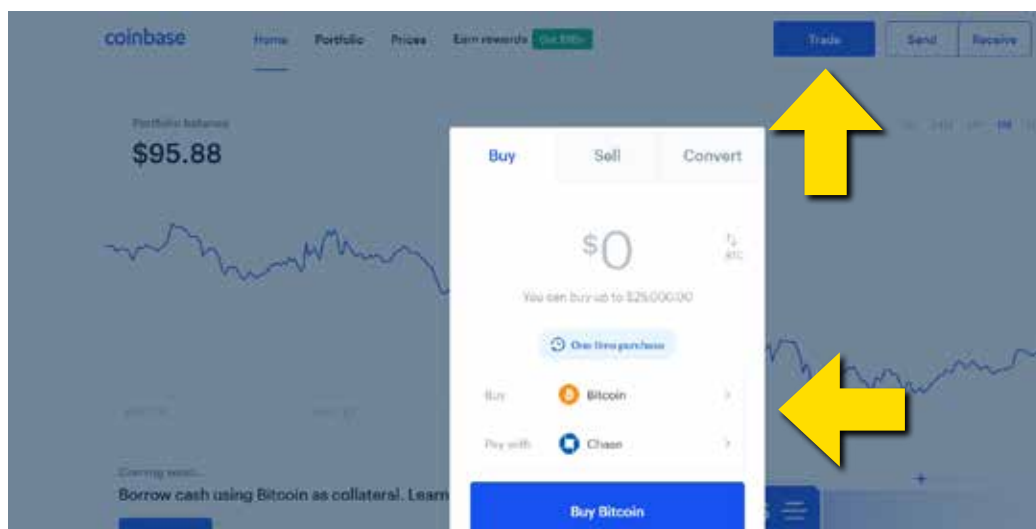 coinbase Home Portfolio Prices Earn rewards Trade Send Receive
Portfolio balance
$95.88
Buy Sell Convert
$0
BTC
You can buy up to $25,000.00
One time purchase
Buy Bitcoin
Pay with Chase
Coming soon...
Borrow cash using Bitcoin as collateral. Learn
Buy Bitcoin